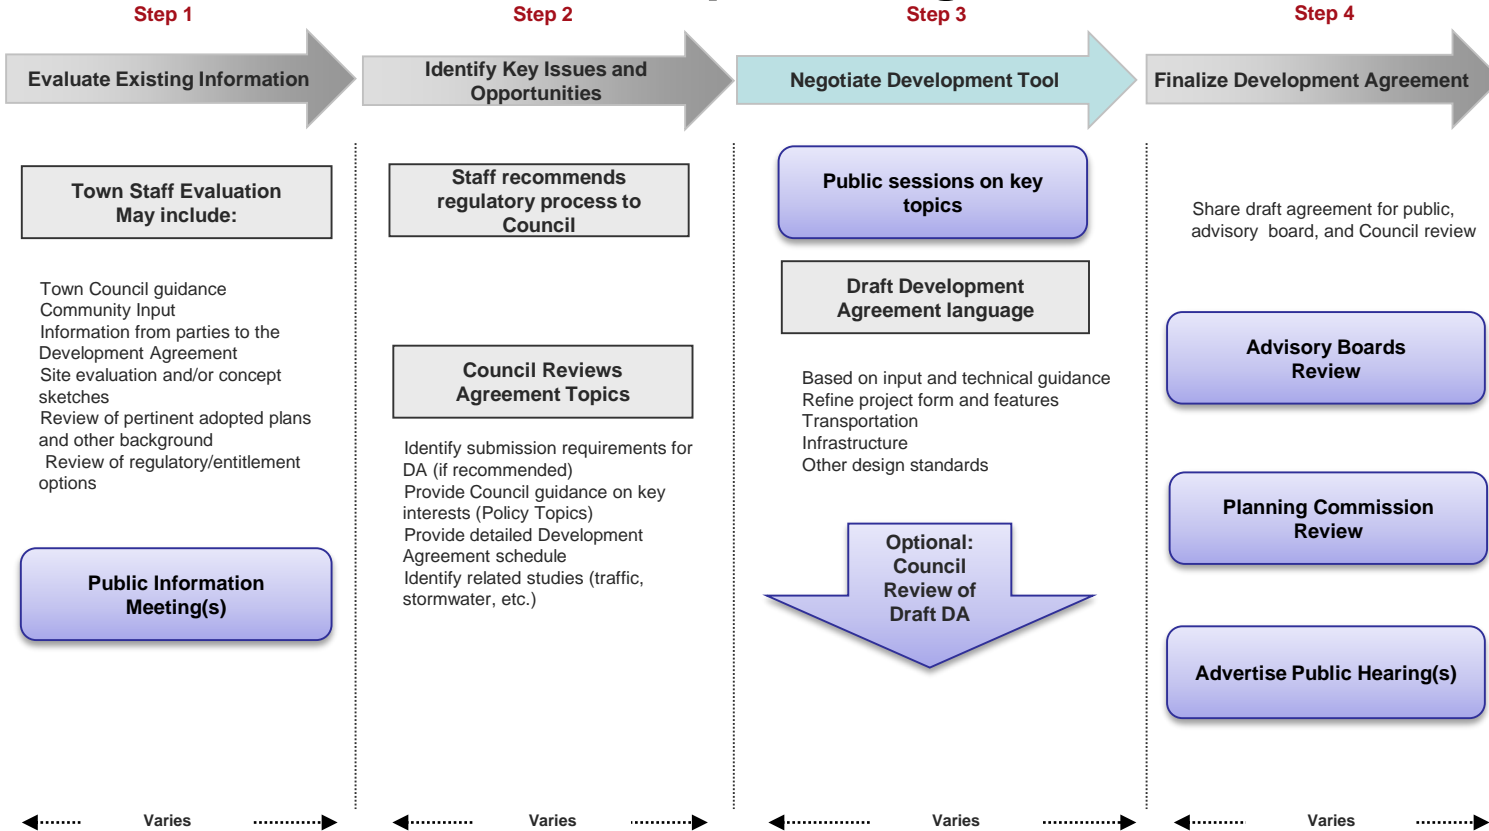 Step 1
Step 2
Step 3
Step 4
Evaluate Existing Information
Identify Key Issues and
Opportunities
Negotiate Development Tool
Finalize Development Agreement
Town Staff Evaluation
May include:
Town Council guidance
Community Input
Information from parties to the
Development Agreement
Site evaluation and/or concept
sketches
Review of pertinent adopted plans
and other background
Review of regulatory/entitlement
options
Public Information
Meeting(s)
Staff recommends
regulatory process to
Council
Council Reviews
Agreement Topics
Identify submission requirements for
DA (if recommended)
Provide Council guidance on key
interests (Policy Topics)
Provide detailed Development
Agreement schedule
Identify related studies (traffic,
stormwater, etc.)
Public sessions on key
topics
Draft Development
Agreement language
Based on input and technical guidance
Refine project form and features
Transportation
Infrastructure
Other design standards
Optional:
Council
Review of
Draft DA
Share draft agreement for public,
advisory board, and Council review
Advisory Boards
Review
Planning Commission
Review
Advertise Public Hearing(s)
Varies
Varies
Varies
Varies